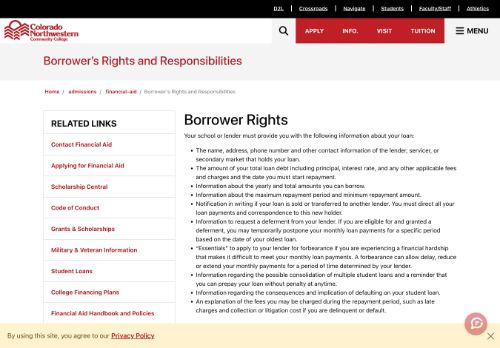 D2L | Crossroads | Navigate | Students | Faculty/Staff | Athletics
Colorado
Northwestern
Community College
APPLY INFO. VISIT TUITION MENU
Borrower's Rights and Responsibilities
Home / admissions / financial-aid / Borrower's Rights and Responsibilities
RELATED LINKS
Contact Financial Aid
Applying for Financial Aid
Scholarship Central
Code of Conduct
Grants & Scholarships
Military & Veteran Information
Student Loans
College Financing Plans
Financial Aid Handbook and Policies
Borrower Rights
Your school or lender must provide you with the following information about your loan:
• The name, address, phone number and other contact information of the lender, servicer, or
secondary market that holds your loan.
• The amount of your total loan debt including principal, interest rate, and any other applicable fees
and charges and the date you must start repayment.
• Information about the yearly and total amounts you can borrow.
• Information about the maximum repayment period and minimum repayment amount.
• Notification in writing if your loan is sold or transferred to another lender. You must direct all your
loan payments and correspondence to this new holder.
• Information to request a deferment from your lender. If you are eligible for and granted a
deferment, you may temporarily postpone your monthly loan payments for a specific period
based on the date of your oldest loan.
• "Essentials" to apply to your lender for forbearance if you are experiencing a financial hardship
that makes it difficult to meet your monthly loan payments. A forbearance can allow delay, reduce
or extend your monthly payments for a period of time determined by your lender.
• Information regarding the possible consolidation of multiple student loans and a reminder that
you can prepay your loan without penalty at anytime.
• Information regarding the consequences and implication of defaulting on your student loan.
• An explanation of the fees you may be charged during the repayment period, such as late
charges and collection or litigation cost if you are delinquent or default.
By using this site, you agree to our Privacy Policy